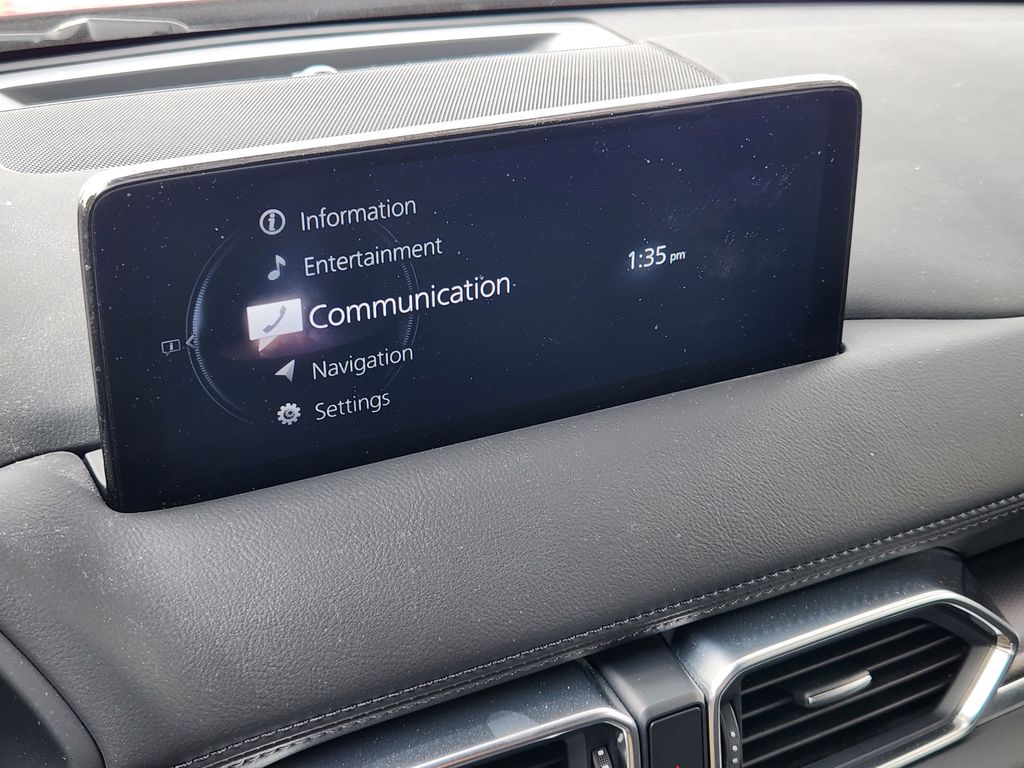 Information
Entertainment
Communication
Navigation
Settings
1:35 pm